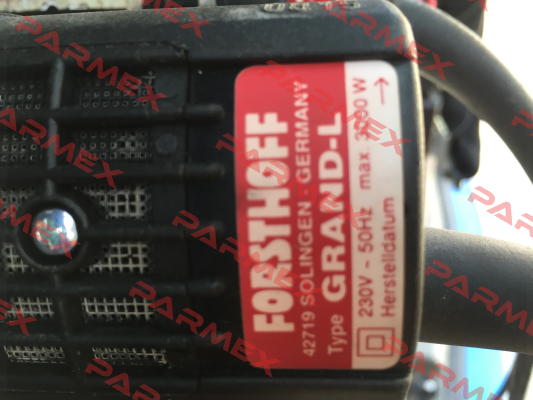 FORSTHOFF
42719 SOLINGEN - GERMANY
Type GRAND-L
230V ~ 50Hz max. W →
Herstelldatum
PARMEX